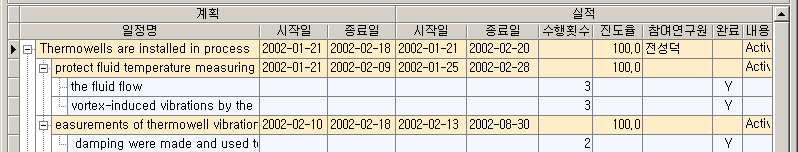 계획 실적
일정명 시작일 종료일 시작일 종료일 수행횟수 진도율 참며연구원 완료 내용
Thermowells are installed in process 2002-01-21 2002-02-18 2002-01-21 2002-02-20 100,0 전성덕 Activ
protect fluid temperature measuring 2002-01-21 2002-02-09 2002-01-25 2002-02-28 100,0 Activ
the fluid flow 3 Y
vortex-induced vibrations by the 3 Y
easurements of thermowell vibration 2002-02-10 2002-02-18 2002-02-13 2002-08-30 100,0 Activ
damping were made and used to 2 Y